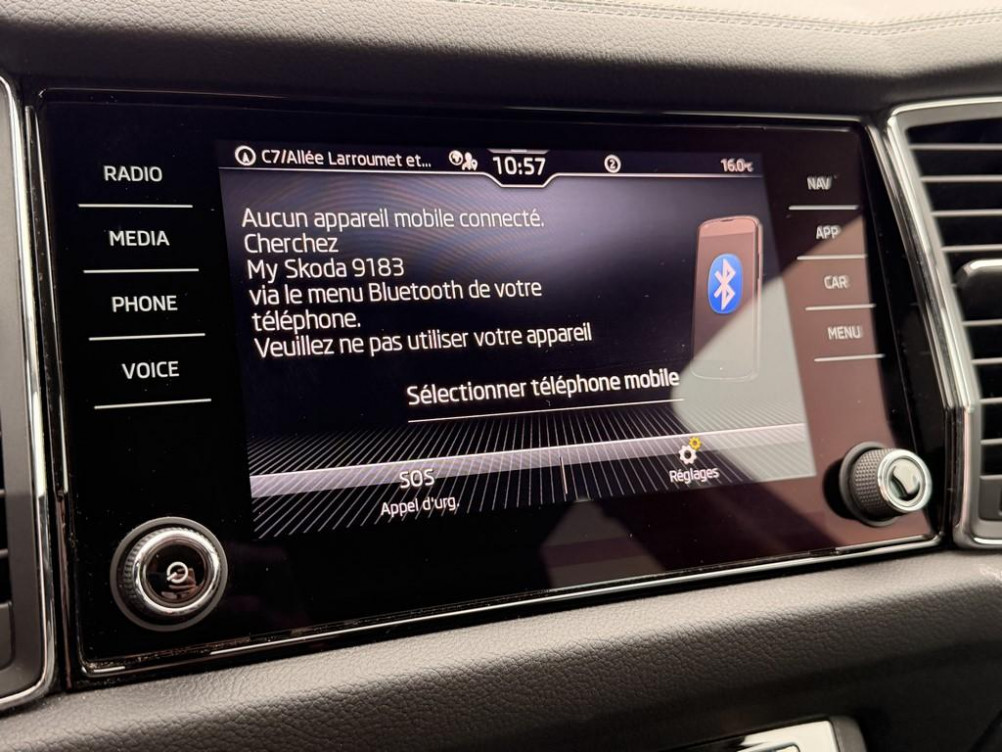 C7/Allée Larroumet et...
10:57
2
16.0°C
RADIO
MEDIA
PHONE
VOICE
Aucun appareil mobile connecté.
Cherchez
My Skoda 9183
via le menu Bluetooth de votre
téléphone.
Veuillez ne pas utiliser votre appareil
Sélectionner téléphone mobile
SOS
Appel d'urg.
Réglages
NAV
APP
CAR
MENU